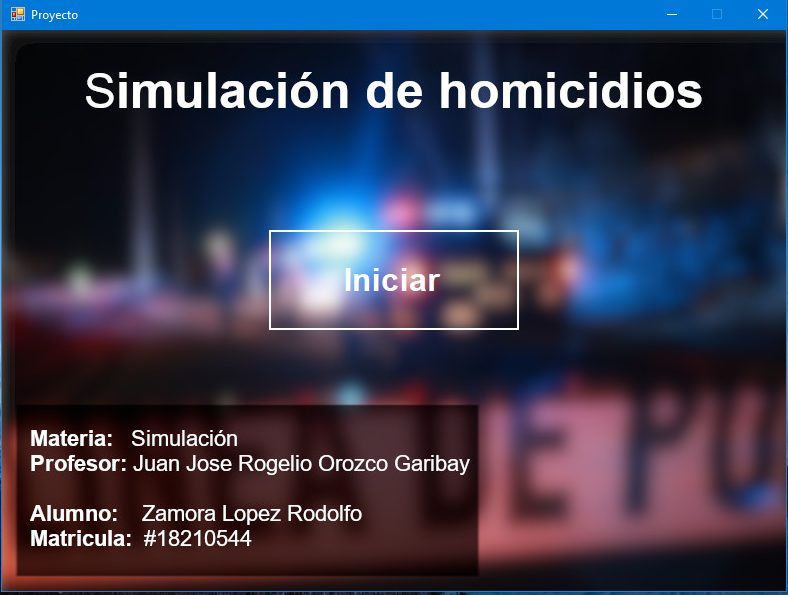 Proyecto
Simulación de homicidios
Iniciar
Materia: Simulación
Profesor: Juan Jose Rogelio Orozco Garibay
Alumno: Zamora Lopez Rodolfo
Matricula: #18210544
DE